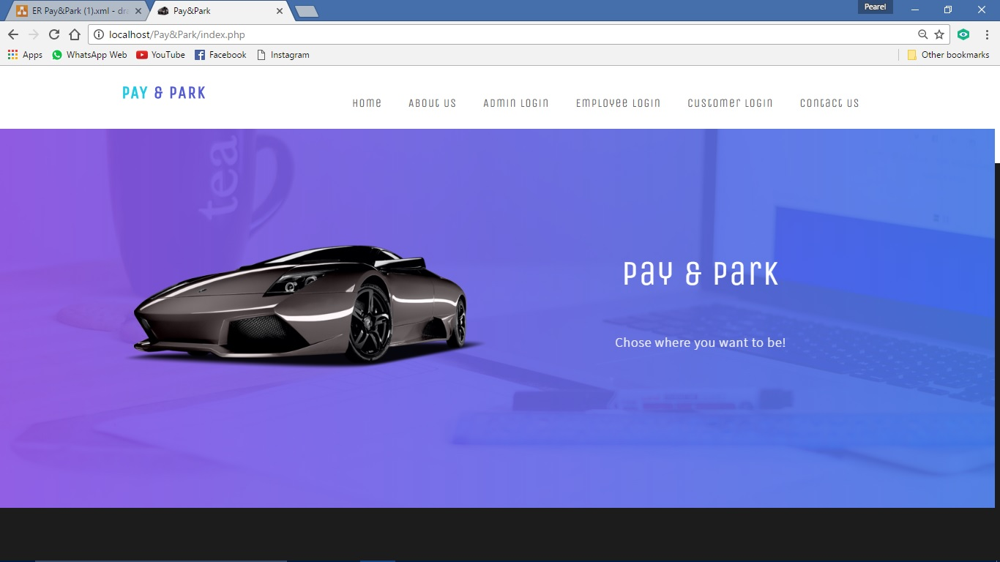 ER Pay&Park (1).xml - dra
Pay&Park
Pearel
localhost/Pay&Park/index.php
Apps
WhatsApp Web
YouTube
Facebook
Instagram
Other bookmarks
PAY & PARK
HOME
ABOUT US
ADMIN LOGIN
EMPLOYEE LOGIN
CUSTOMER LOGIN
CONTACT US
tea
Pay & Park
Chose where you want to be!